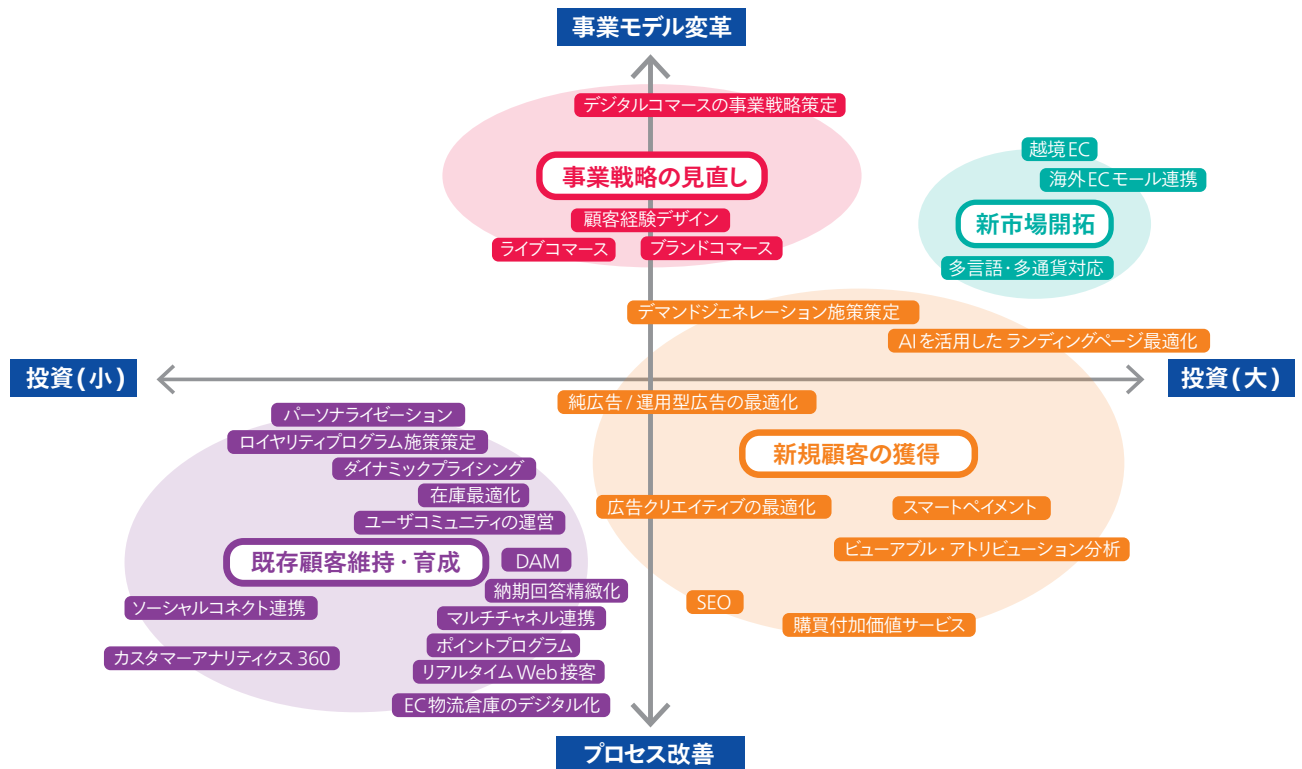 事業モデル変革
デジタルコマースの事業戦略策定
事業戦略の見直し
顧客経験デザイン
ライブコマース
ブランドコマース
越境EC
海外ECモール連携
新市場開拓
多言語・多通貨対応
デマンドジェネレーション施策策定
AIを活用した ランディングページ最適化
投資(小)
投資(大)
純広告 / 運用型広告の最適化
新規顧客の獲得
広告クリエイティブの最適化
スマートペイメント
ビューアブル・アトリビューション分析
SEO
購買付加価値サービス
パーソナライゼーション
ロイヤリティプログラム施策策定
ダイナミックプライシング
在庫最適化
ユーザコミュニティの運営
既存顧客維持・育成
DAM
納期回答精緻化
ソーシャルコネクト連携
マルチチャネル連携
ポイントプログラム
カスタマーアナリティクス 360
リアルタイム Web 接客
EC物流倉庫のデジタル化
プロセス改善